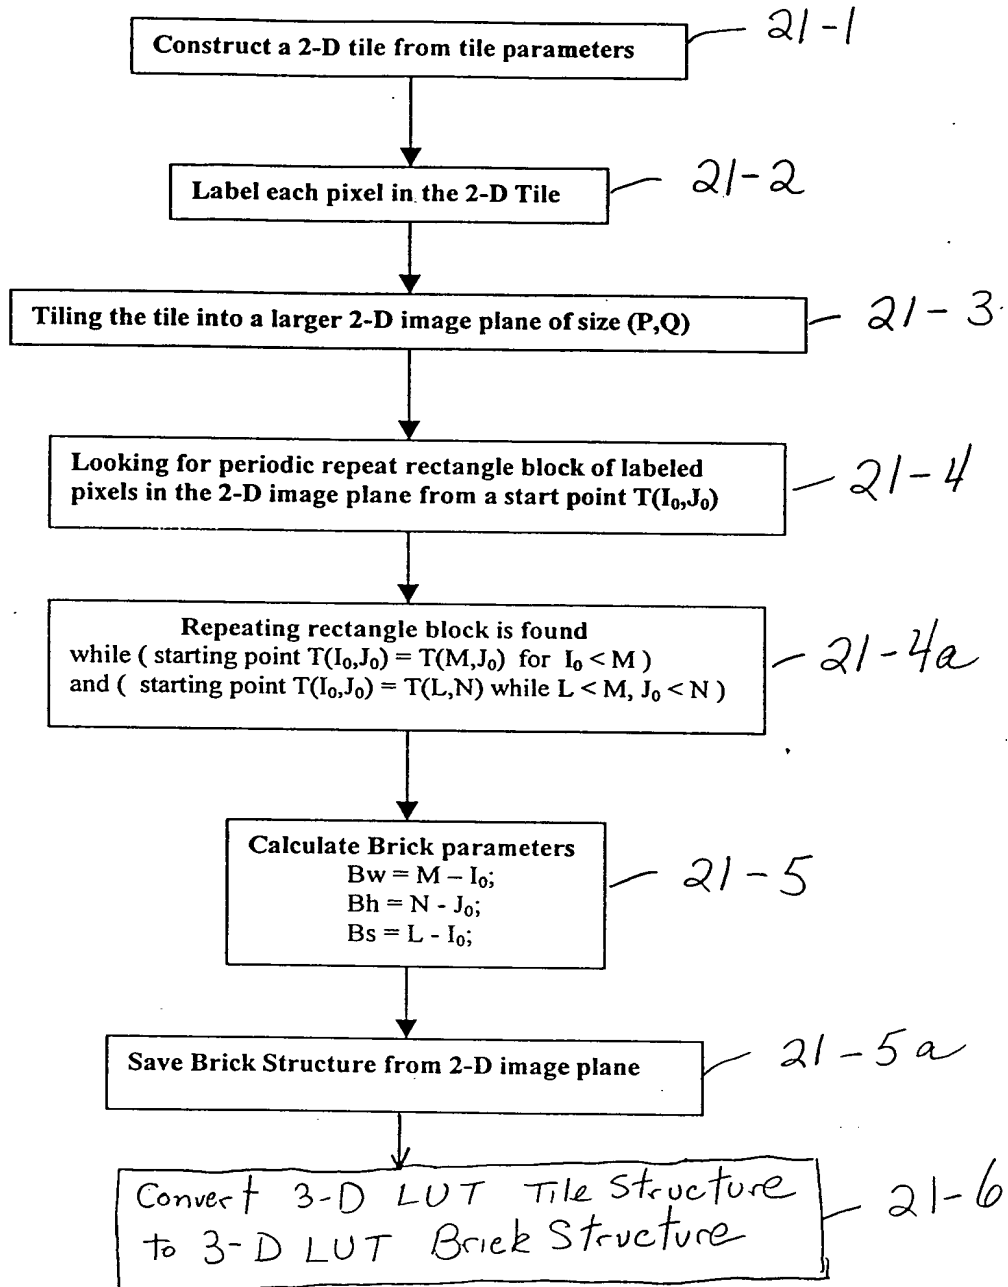 Construct a 2-D tile from tile parameters
21-1
Label each pixel in the 2-D Tile
21-2
Tiling the tile into a larger 2-D image plane of size (P,Q)
21-3
Looking for periodic repeat rectangle block of labeled
pixels in the 2-D image plane from a start point T(I₀,J₀)
21-4
Repeating rectangle block is found
while ( starting point T(I₀,J₀) = T(M,J₀) for I₀ < M )
and ( starting point T(I₀,J₀) = T(L,N) while L < M, J₀ < N )
21-4a
Calculate Brick parameters
Bw = M – I₀;
Bh = N - J₀;
Bs = L - I₀;
21-5
Save Brick Structure from 2-D image plane
21-5a
Convert 3-D LUT Tile Structure
to 3-D LUT Brick Structure
21-6